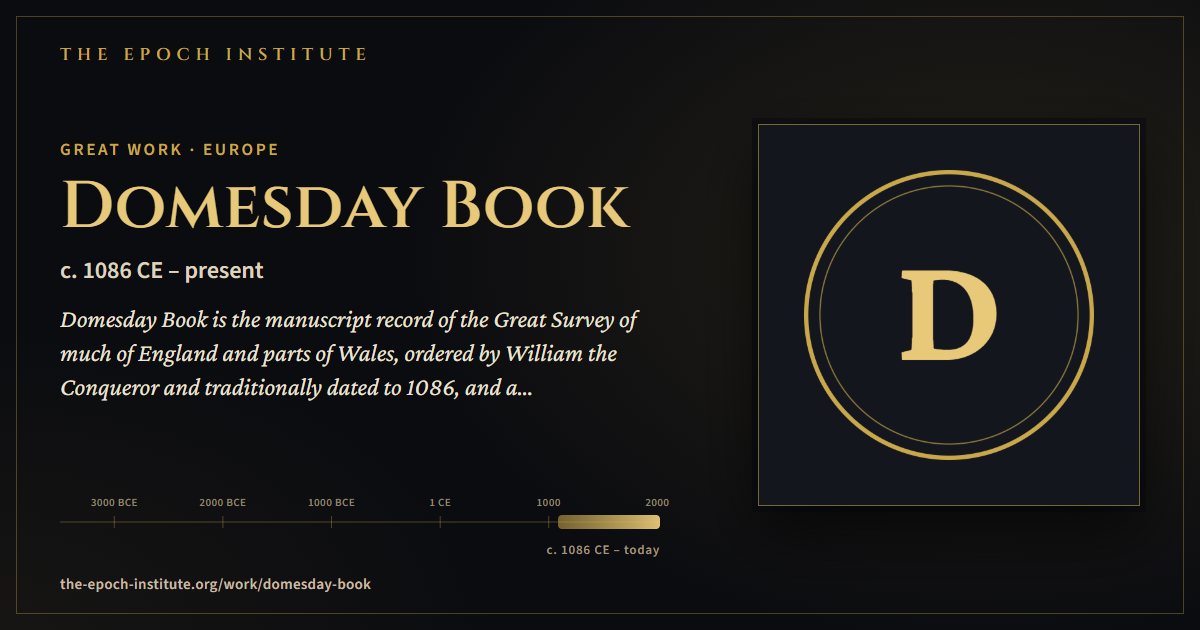 THE EPOCH INSTITUTE
GREAT WORK · EUROPE
DOMESDAY BOOK
c. 1086 CE – present
Domesday Book is the manuscript record of the Great Survey of
much of England and parts of Wales, ordered by William the
Conqueror and traditionally dated to 1086, and a...
D
3000 BCE 2000 BCE 1000 BCE 1 CE 1000 2000
c. 1086 CE – today
the-epoch-institute.org/work/domesday-book